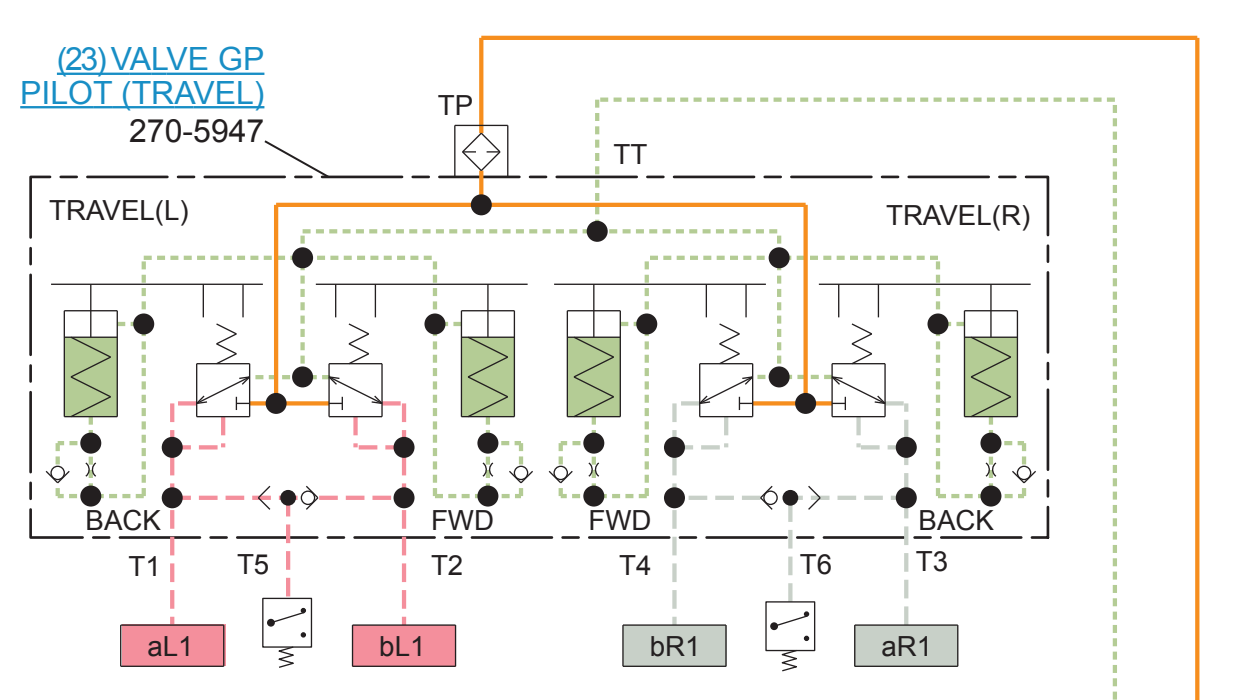 (23) VALVE GP
PILOT (TRAVEL)
270-5947
TP
TT
TRAVEL(L)
TRAVEL(R)
BACK
FWD
FWD
BACK
T1
T5
T2
T4
T6
T3
aL1
bL1
bR1
aR1